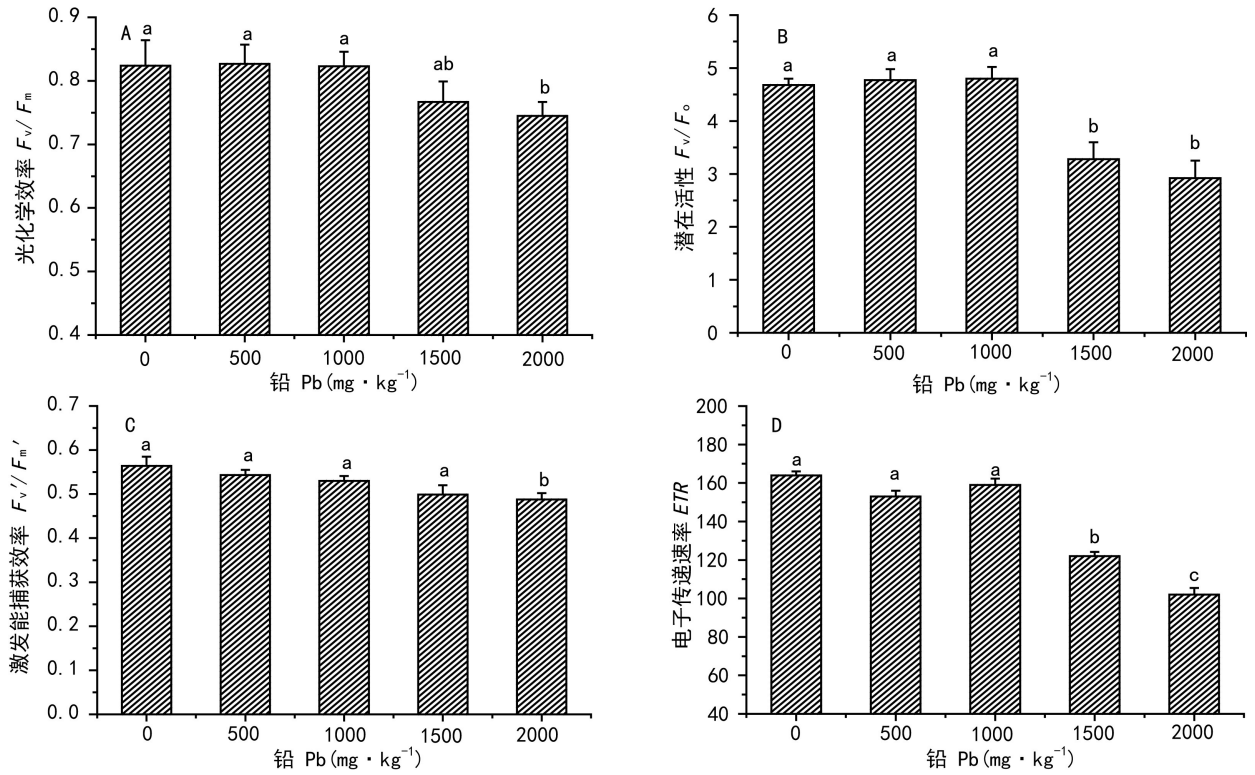 A
光化学效率 Fv/Fm
0.9
0.8
0.7
0.6
0.5
0.4
a
a
a
ab
b
0
500
1000
1500
2000
铅 Pb(mg·kg⁻¹)
B
潜在活性 Fv/Fo
6
5
4
3
2
1
0
a
a
a
b
b
0
500
1000
1500
2000
铅 Pb(mg·kg⁻¹)
C
激发能捕获效率 Fv′/Fm′
0.7
0.6
0.5
0.4
0.3
0.2
0.1
0.0
a
a
a
a
b
0
500
1000
1500
2000
铅 Pb(mg·kg⁻¹)
D
电子传递速率 ETR
200
180
160
140
120
100
80
60
40
a
a
a
b
c
0
500
1000
1500
2000
铅 Pb(mg·kg⁻¹)